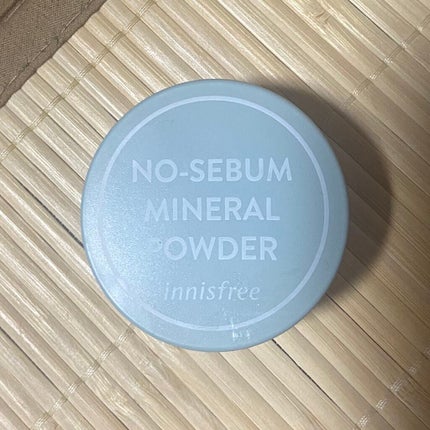 NO-SEBUM
MINERAL
POWDER
innisfree